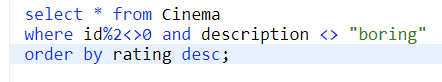 select * from Cinema
where id%2<>0 and description <> "boring"
order by rating desc;